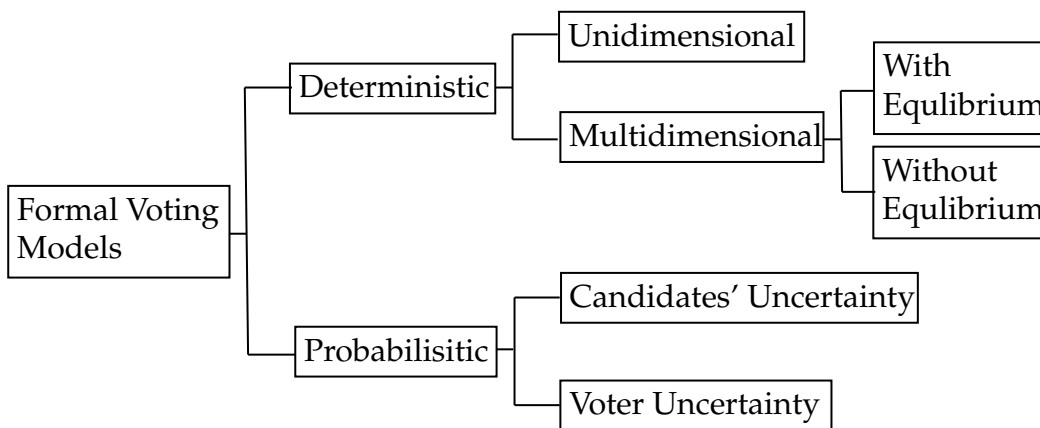 Unidimensional
With
Equlibrium
Deterministic
Multidimensional
Without
Equlibrium
Formal Voting
Models
Candidates’ Uncertainty
Probabilisitic
Voter Uncertainty